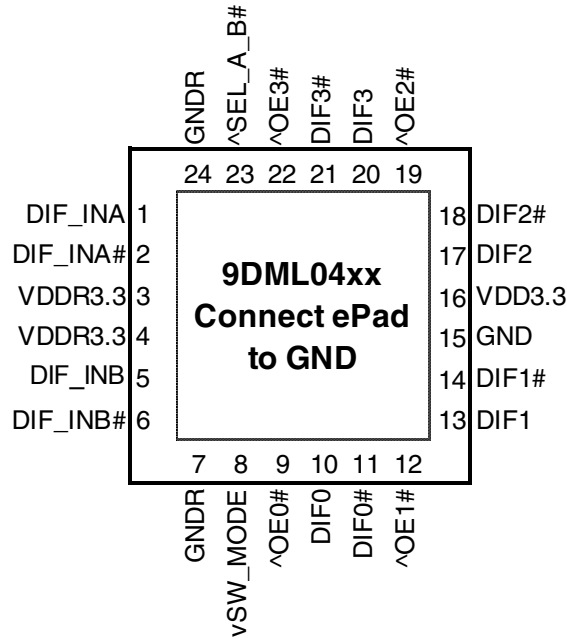 GNDR
^SEL_A_B#
^OE3#
DIF3#
DIF3
^OE2#
24 23 22 21 20 19
DIF_INA 1
DIF_INA# 2
VDDR3.3 3
VDDR3.3 4
DIF_INB 5
DIF_INB# 6
9DML04xx
Connect ePad
to GND
18 DIF2#
17 DIF2
16 VDD3.3
15 GND
14 DIF1#
13 DIF1
7 8 9 10 11 12
GNDR
vSW_MODE
^OE0#
DIF0
DIF0#
^OE1#